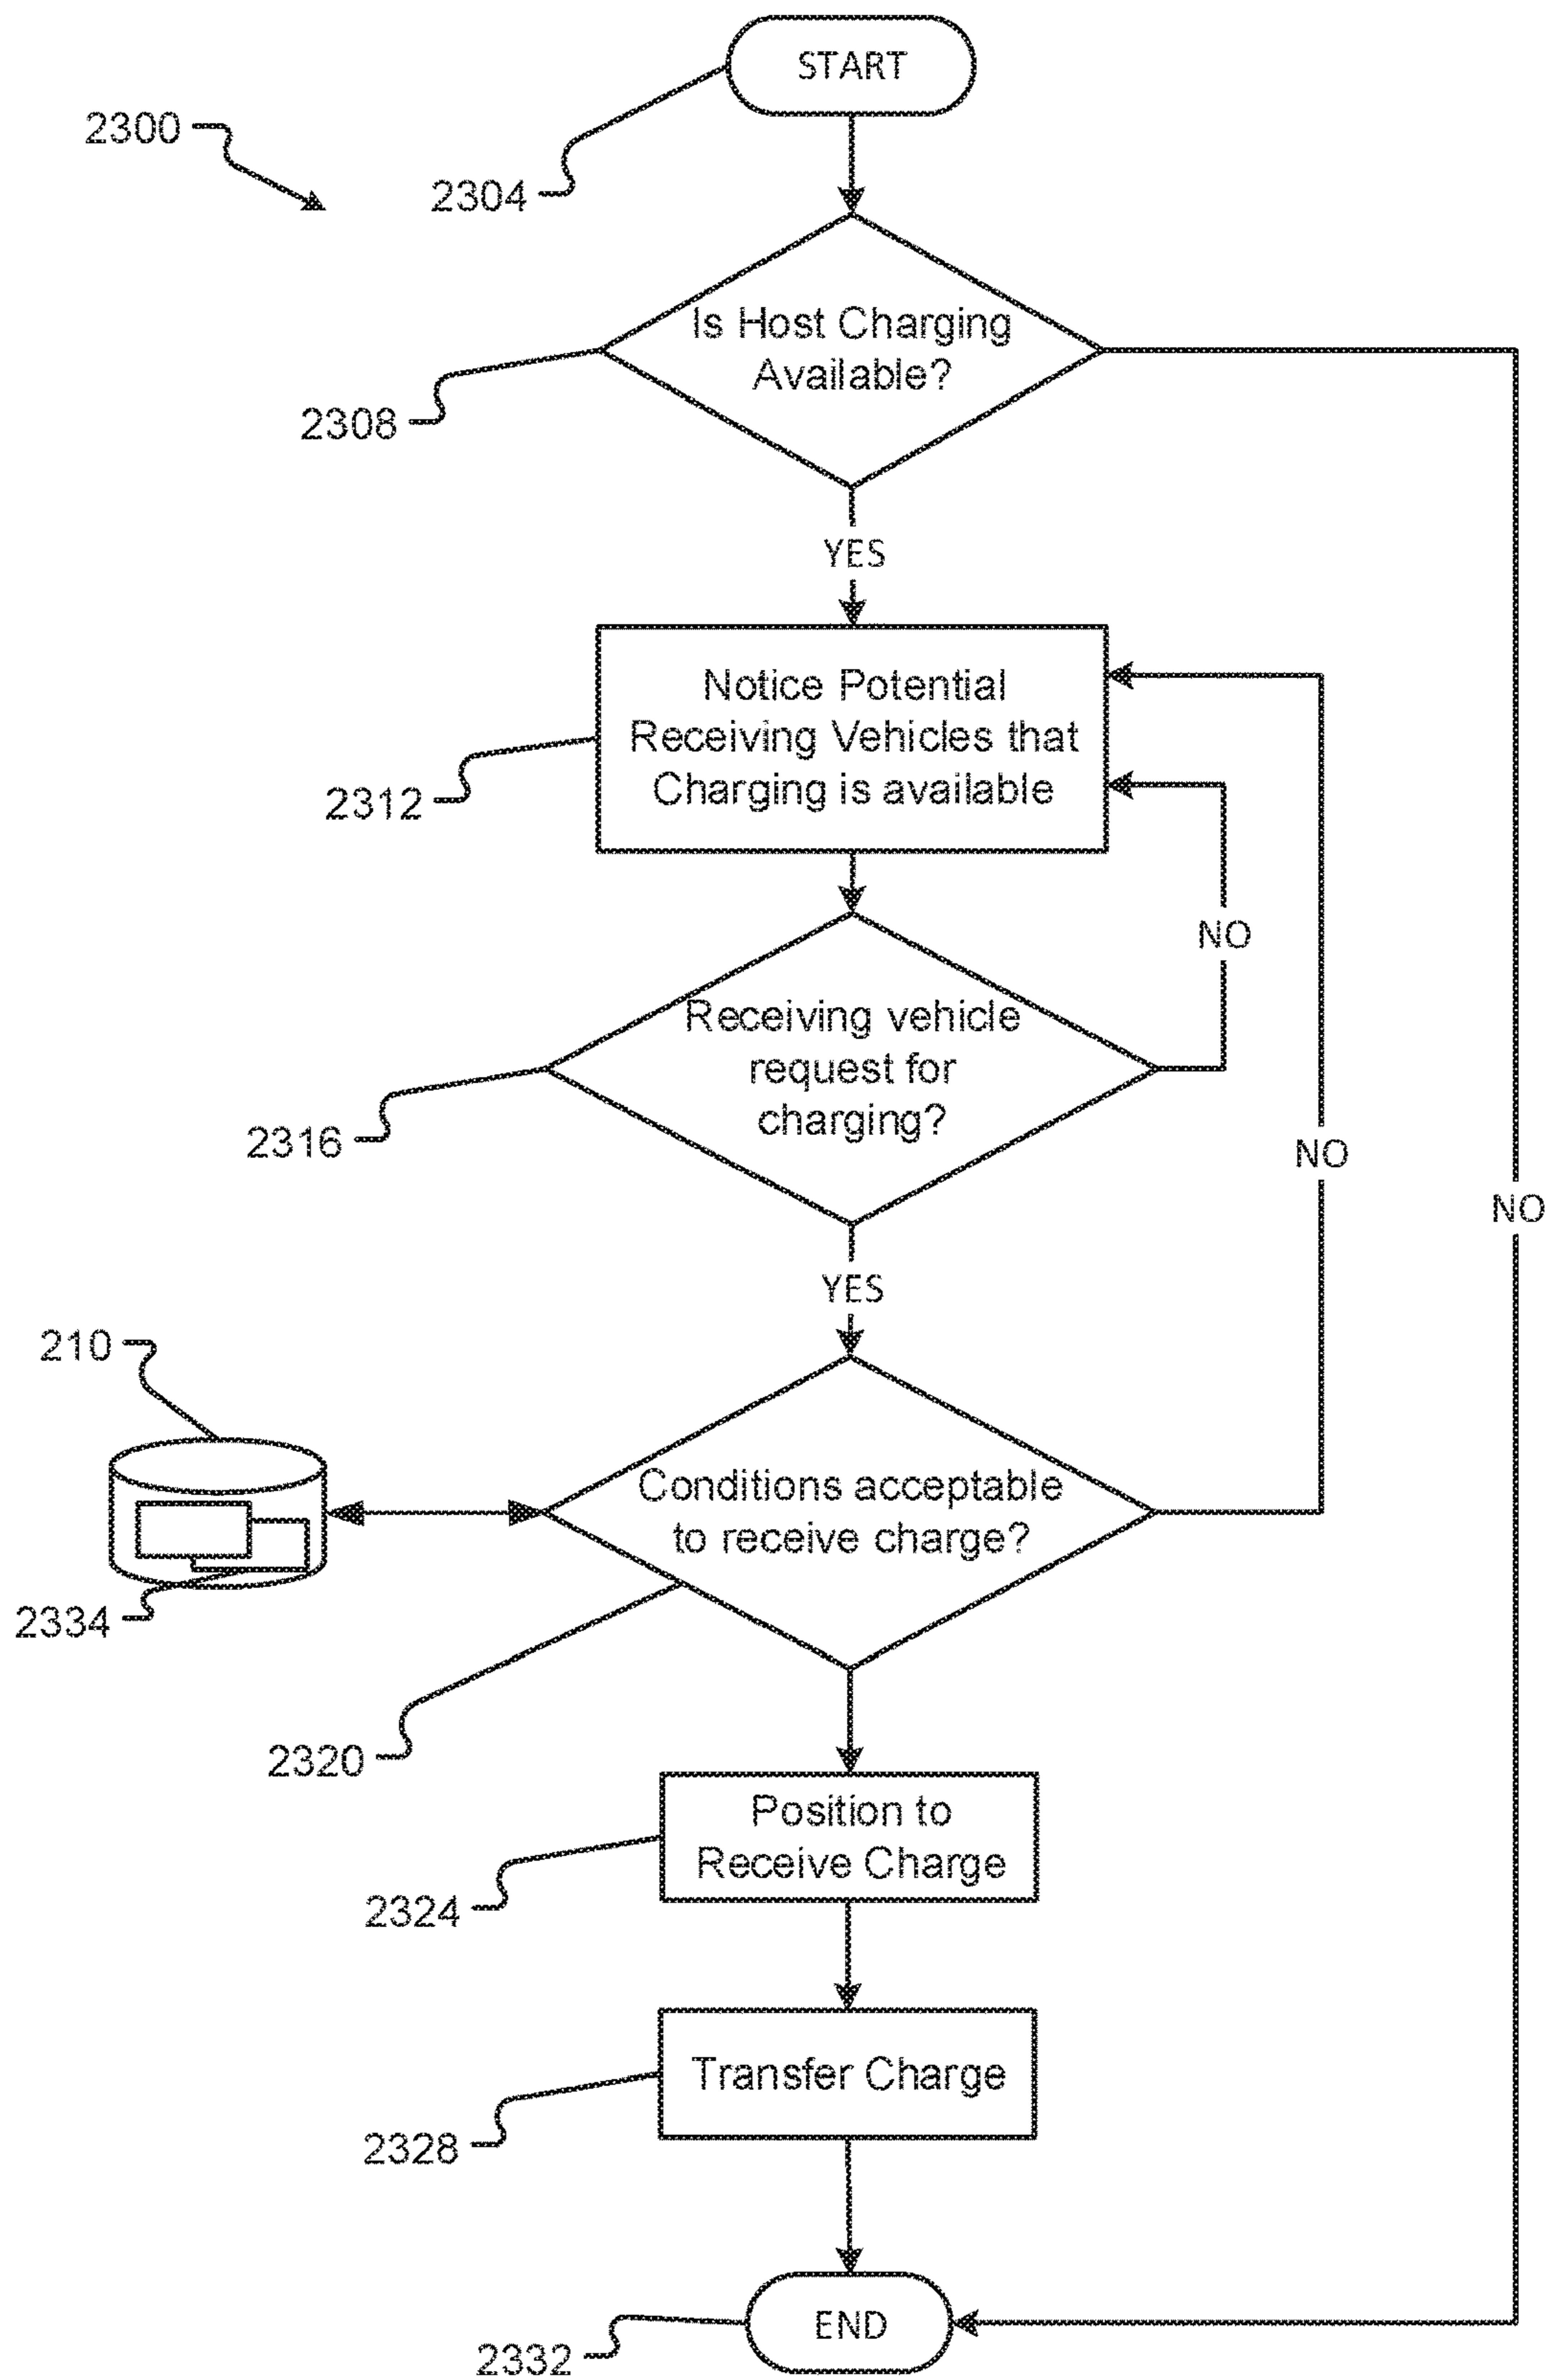 START
2300
2304
Is Host Charging
Available?
2308
YES
Notice Potential
Receiving Vehicles that
Charging is available
2312
NO
Receiving vehicle
request for
charging?
2316
NO
NO
YES
210
Conditions acceptable
to receive charge?
2334
2320
Position to
Receive Charge
2324
Transfer Charge
2328
END
2332